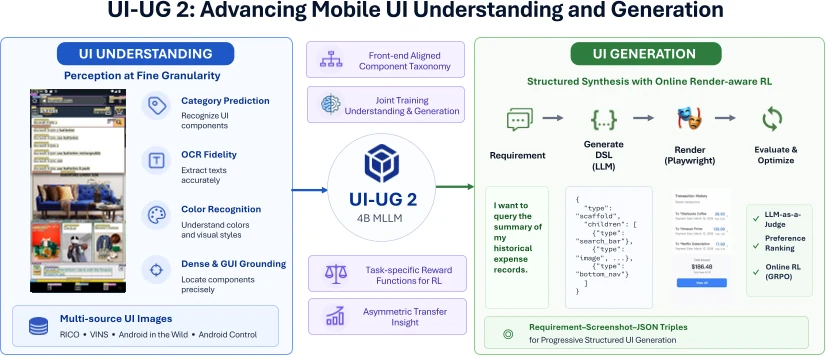 UI-UG 2: Advancing Mobile UI Understanding and Generation
UI UNDERSTANDING
Perception at Fine Granularity
Category Prediction
Recognize UI
components
OCR Fidelity
Extract texts
accurately
Color Recognition
Understand colors
and visual styles
Dense & GUI Grounding
Locate components
precisely
Multi-source UI Images
RICO • VINS • Android in the Wild • Android Control
Front-end Aligned
Component Taxonomy
Joint Training
Understanding & Generation
UI-UG 2
4B MLLM
Task-specific Reward
Functions for RL
Asymmetric Transfer
Insight
UI GENERATION
Structured Synthesis with Online Render-aware RL
Requirement
Generate
DSL
(LLM)
Render
(Playwright)
Evaluate &
Optimize
I want to
query the
summary of
my
historical
expense
records.
{
"type":
"scaffold",
"children": [
{"type":
"search_bar"},
{"type":
"image", ...},
{"type":
"bottom_nav"}
]
}
Transaction History
$186.48
LLM-as-a-
Judge
Preference
Ranking
Online RL
(GRPO)
Requirement–Screenshot–JSON Triples
for Progressive Structured UI Generation